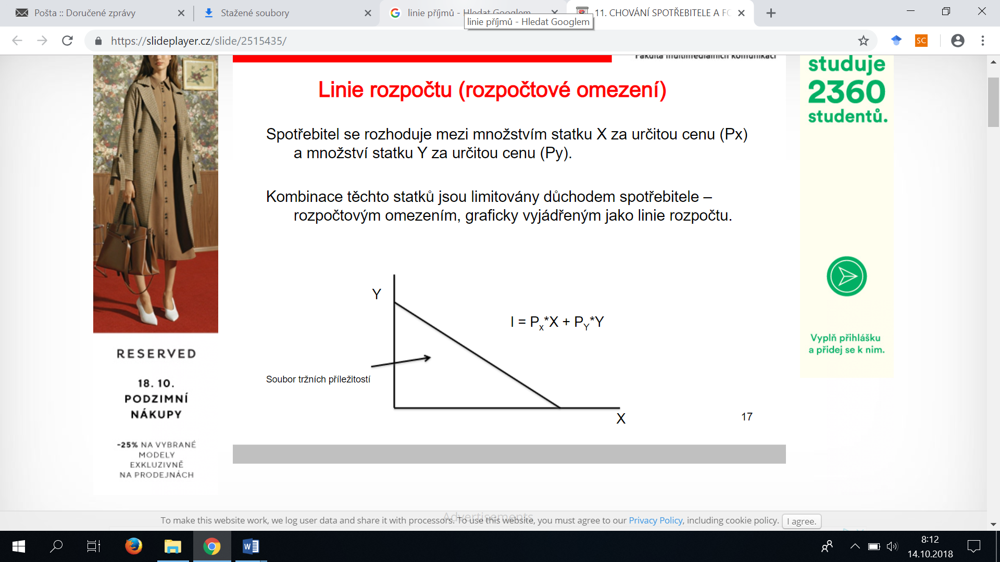 Pošta :: Doručené zprávy
Stažené soubory
linie příjmů - Hledat Googlem
11. CHOVÁNÍ SPOTŘEBITELE A FO
linie příjmů - Hledat Googlem
https://slideplayer.cz/slide/2515435/
SC
Fakulta multimediálních komunikací
Linie rozpočtu (rozpočtové omezení)
Spotřebitel se rozhoduje mezi množstvím statku X za určitou cenu (Px)
a množství statku Y za určitou cenu (Py).
Kombinace těchto statků jsou limitovány důchodem spotřebitele –
rozpočtovým omezením, graficky vyjádřeným jako linie rozpočtu.
Y
I = Px*X + PY*Y
Soubor tržních příležitostí
X
17
RESERVED
18. 10.
PODZIMNÍ
NÁKUPY
-25% NA VYBRANÉ
MODELY
EXKLUZIVNĚ
NA PRODEJNÁCH
studuje
2360
studentů.
Vyplň přihlášku
a přidej se k nim.
Advertisements
To make this website work, we log user data and share it with processors. To use this website, you must agree to our Privacy Policy, including cookie policy. I agree.
8:12
14.10.2018